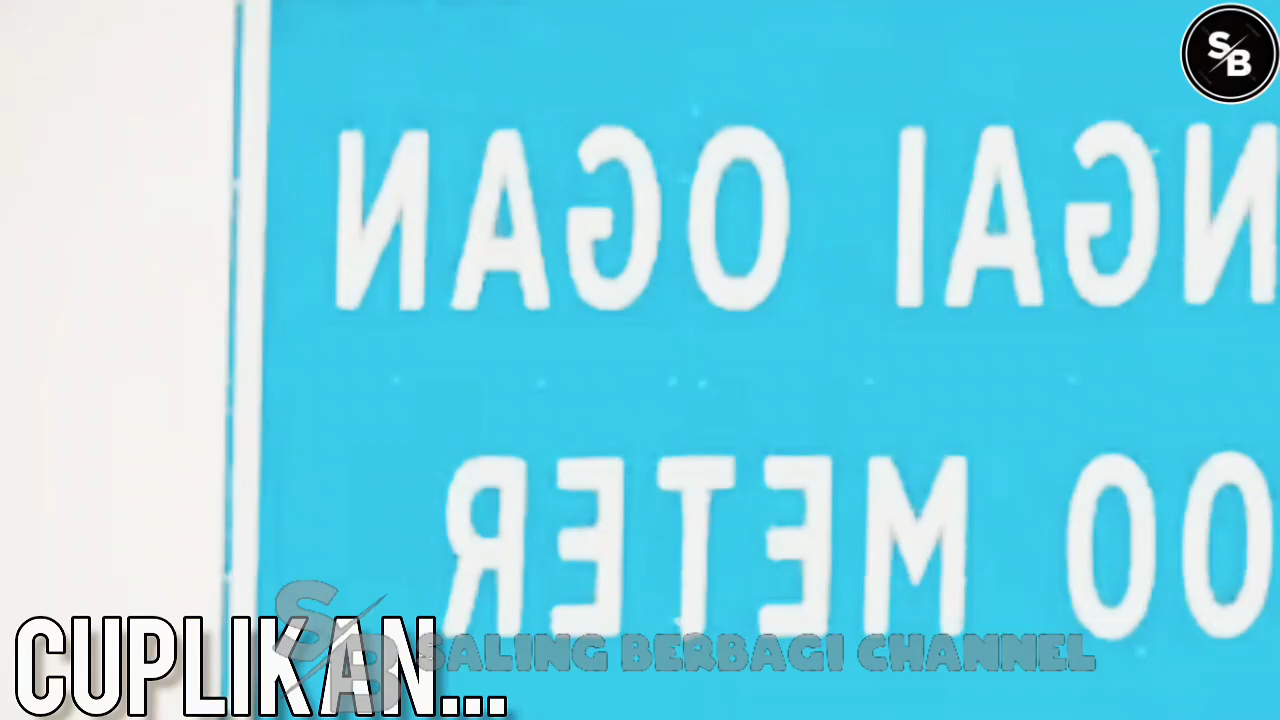 S
B
NGAI OGAN
00 METER
SB SALING BERBAGI CHANNEL
CUPLIKAN...